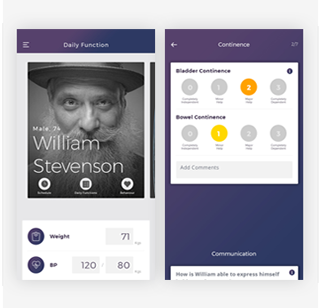 Daily Function
Male, 74
William
Stevenson
Schedule
Daily Functions
Behaviour
Weight
71
Kgs
BP
120 / 80
Continence
Bladder Continence
0
1
2
3
Completely Independent
Minor Help
Major Help
Completely Dependent
Bowel Continence
0
1
2
3
Completely Independent
Minor Help
Major Help
Completely Dependent
Add Comments
Communication
How is William able to express himself